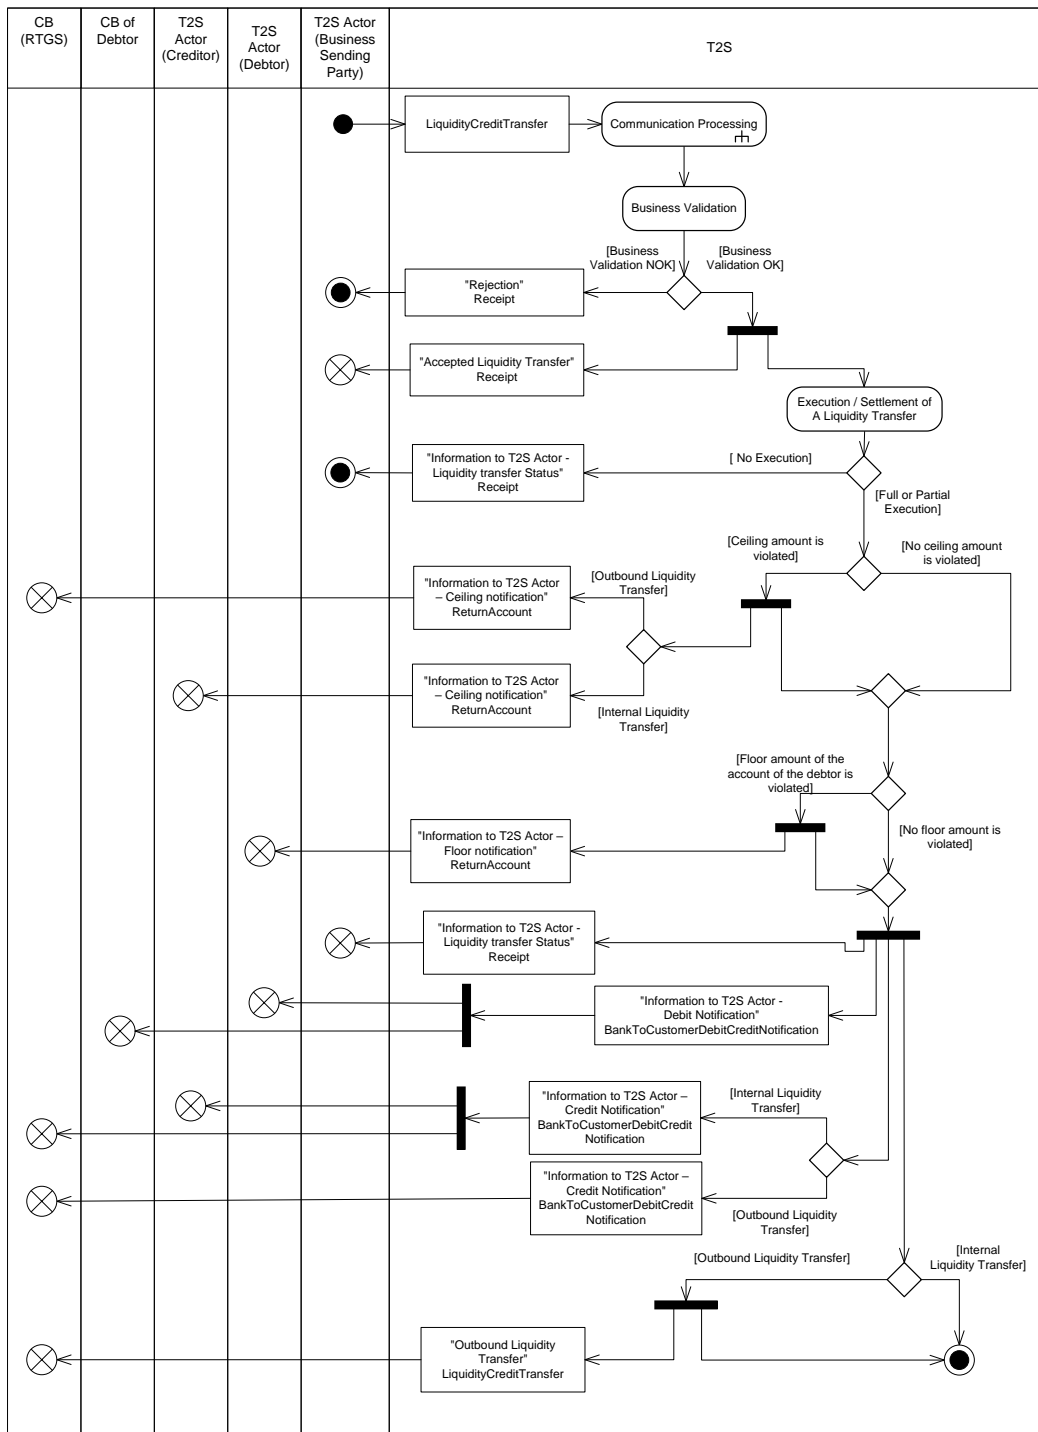 CB
(RTGS)
CB of
Debtor
T2S
Actor
(Creditor)
T2S
Actor
(Debtor)
T2S Actor
(Business
Sending
Party)
T2S
LiquidityCreditTransfer
Communication Processing
Business Validation
[Business
Validation NOK]
[Business
Validation OK]
"Rejection"
Receipt
"Accepted Liquidity Transfer"
Receipt
Execution / Settlement of
A Liquidity Transfer
"Information to T2S Actor -
Liquidity transfer Status"
Receipt
[ No Execution]
[Full or Partial
Execution]
[Ceiling amount is
violated]
[No ceiling amount
is violated]
"Information to T2S Actor
– Ceiling notification"
ReturnAccount
[Outbound Liquidity
Transfer]
"Information to T2S Actor
– Ceiling notification"
ReturnAccount
[Internal Liquidity
Transfer]
[Floor amount of the
account of the debtor is
violated]
"Information to T2S Actor –
Floor notification"
ReturnAccount
[No floor amount is
violated]
"Information to T2S Actor -
Liquidity transfer Status"
Receipt
"Information to T2S Actor -
Debit Notification"
BankToCustomerDebitCreditNotification
"Information to T2S Actor –
Credit Notification"
BankToCustomerDebitCredit
Notification
[Internal Liquidity
Transfer]
"Information to T2S Actor –
Credit Notification"
BankToCustomerDebitCredit
Notification
[Outbound Liquidity
Transfer]
[Outbound Liquidity Transfer]
[Internal
Liquidity Transfer]
"Outbound Liquidity
Transfer"
LiquidityCreditTransfer